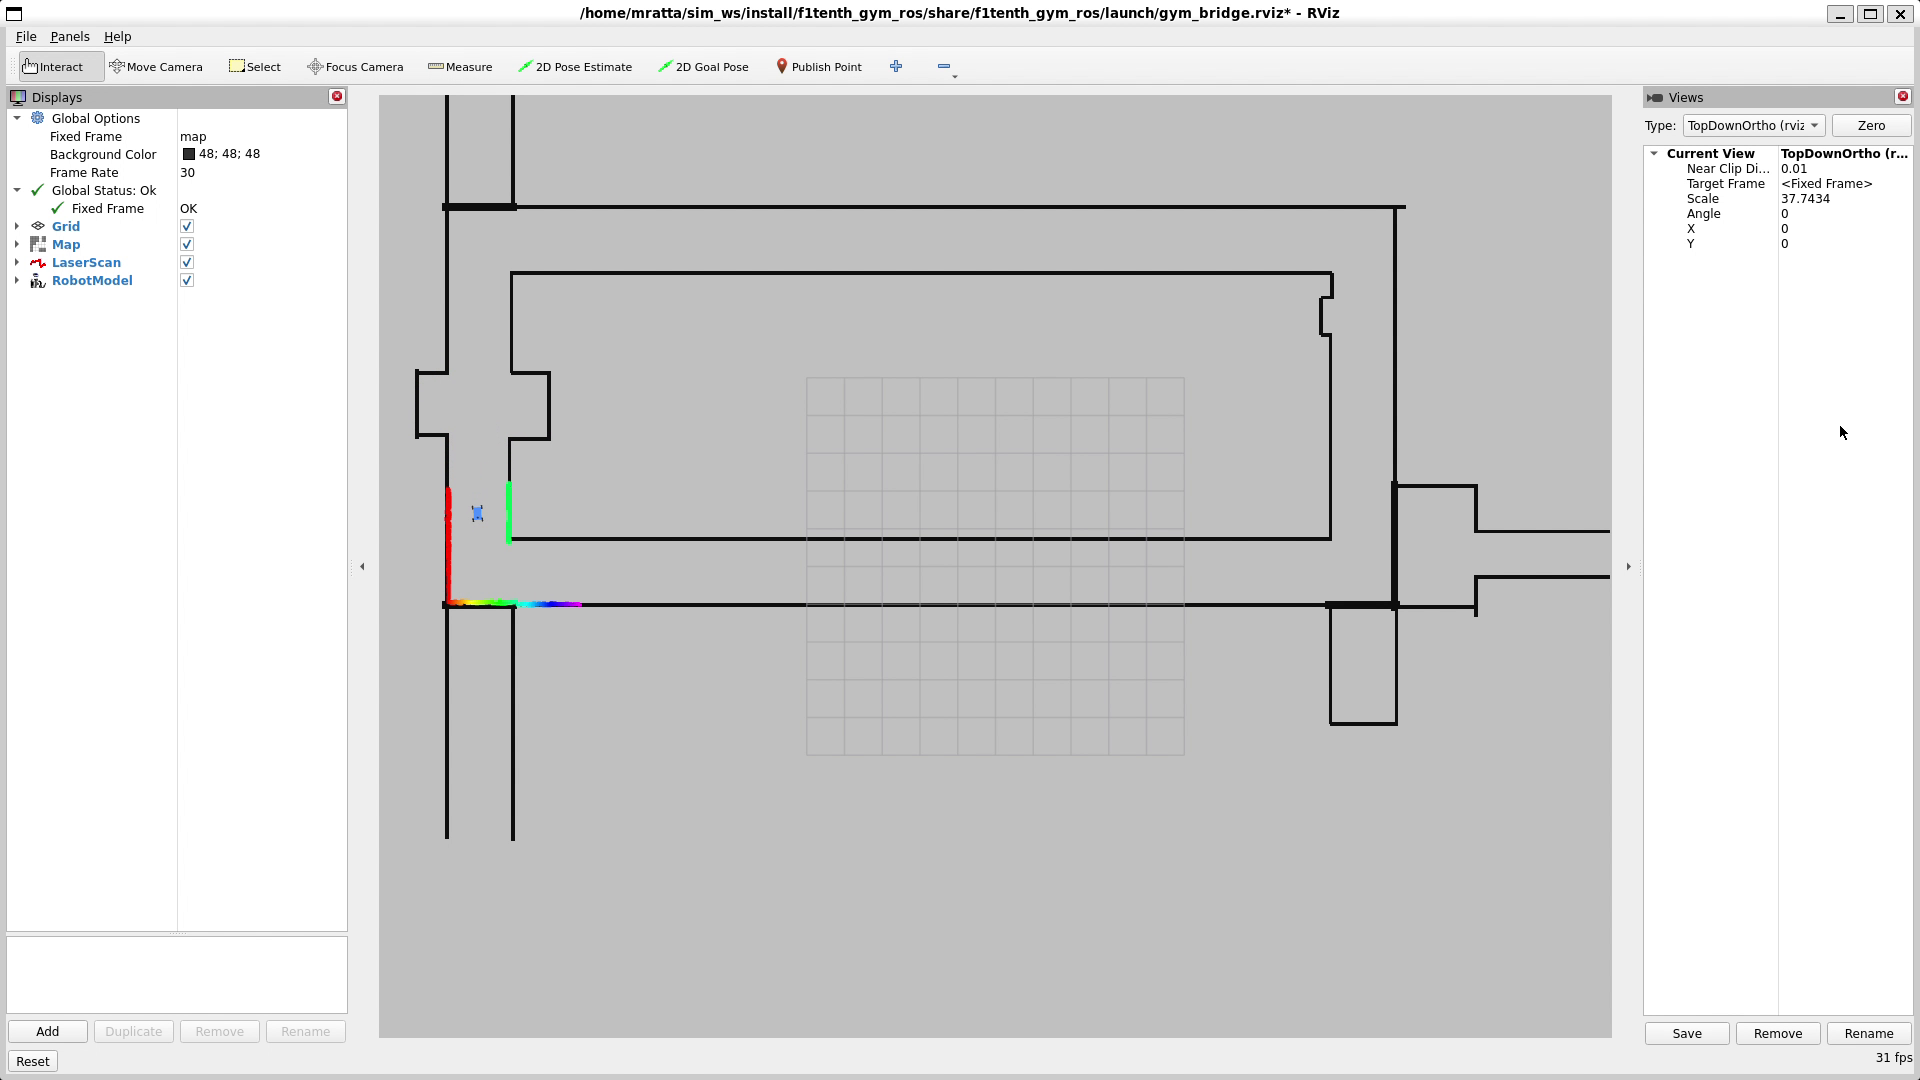 /home/mratta/sim_ws/install/f1tenth_gym_ros/share/f1tenth_gym_ros/launch/gym_bridge.rviz* - RViz
File Panels Help
Interact Move Camera Select Focus Camera Measure 2D Pose Estimate 2D Goal Pose Publish Point
Displays
Global Options
Fixed Frame map
Background Color 48; 48; 48
Frame Rate 30
Global Status: Ok
Fixed Frame OK
Grid
Map
LaserScan
RobotModel
Add Duplicate Remove Rename
Reset
Views
Type: TopDownOrtho (rviz Zero
Current View TopDownOrtho (r...
Near Clip Di... 0.01
Target Frame <Fixed Frame>
Scale 37.7434
Angle 0
X 0
Y 0
Save Remove Rename
31 fps